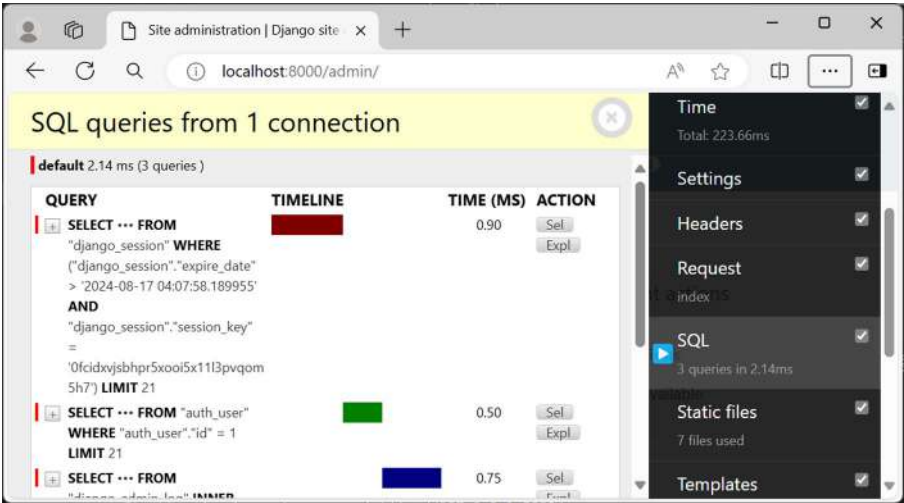 Site administration | Django site
localhost:8000/admin/
SQL queries from 1 connection
default 2.14 ms (3 queries )
QUERY TIMELINE TIME (MS) ACTION
SELECT ••• FROM 0.90 Sel
"django_session" WHERE Expl
("django_session"."expire_date"
> '2024-08-17 04:07:58.189955'
AND
"django_session"."session_key"
=
'0fcidxvjsbhpr5xooi5x11l3pvqom
5h7') LIMIT 21
SELECT ••• FROM "auth_user" 0.50 Sel
WHERE "auth_user"."id" = 1 Expl
LIMIT 21
SELECT ••• FROM 0.75 Sel
"django_admin_log" INNER Expl
Time
Total: 223.66ms
Settings
Headers
Request
index
SQL
3 queries in 2.14ms
Static files
7 files used
Templates